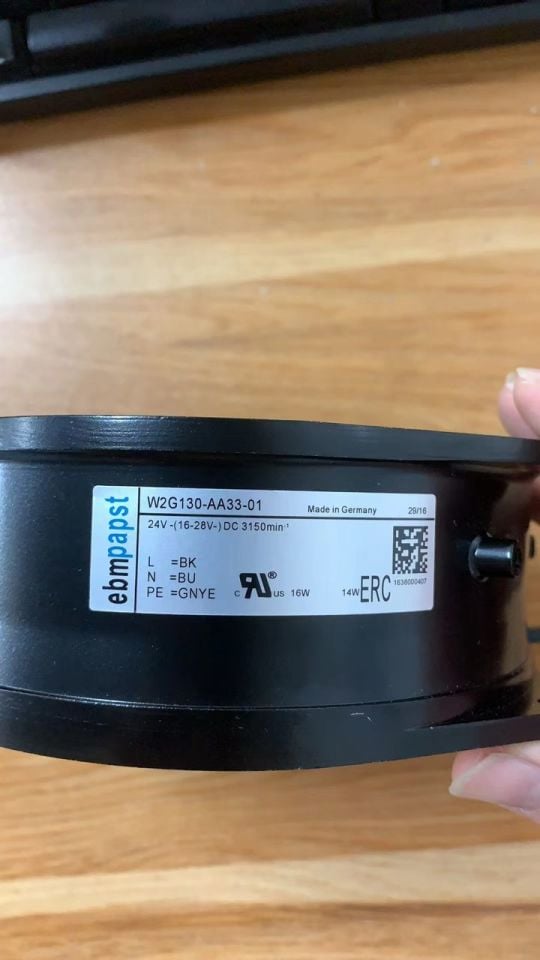 ebmpapst
W2G130-AA33-01 Made in Germany 29/16
24V -(16-28V-) DC 3150min-¹
L =BK
N =BU
PE =GNYE c RU® us 16W 14W ERC
1636000407